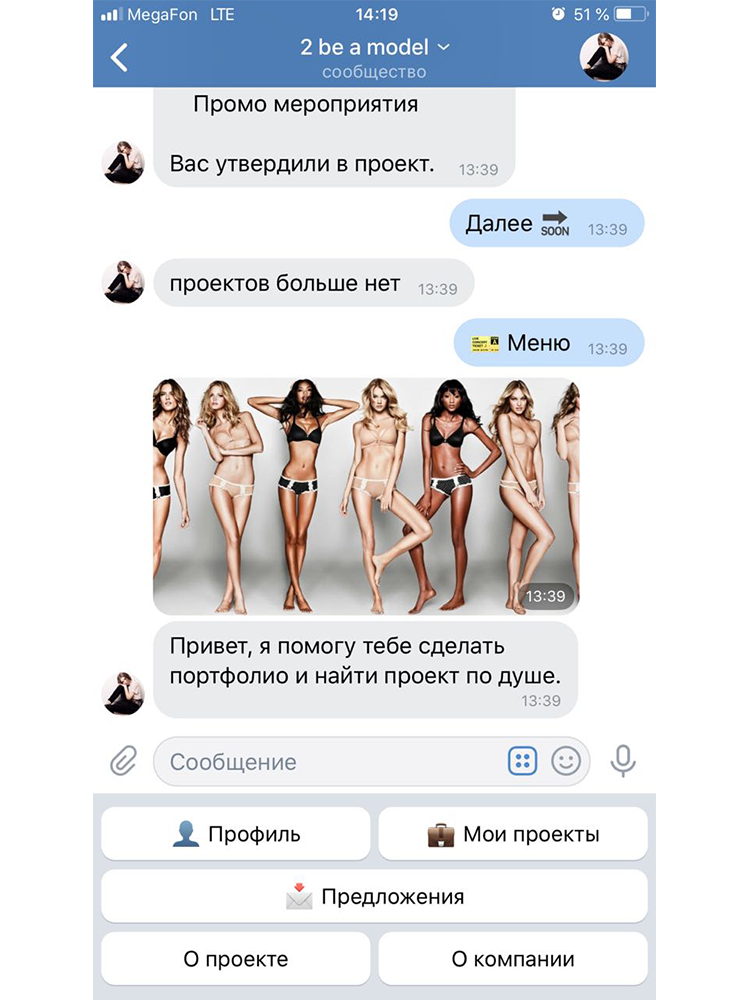 MegaFon LTE 14:19 51 %
2 be a model
сообщество
Промо мероприятия
Вас утвердили в проект. 13:39
Далее SOON 13:39
проектов больше нет 13:39
Меню 13:39
13:39
Привет, я помогу тебе сделать
портфолио и найти проект по душе.
13:39
Сообщение
Профиль
Мои проекты
Предложения
О проекте
О компании